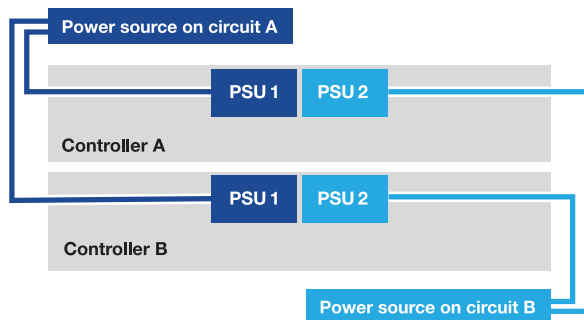 Power source on circuit A
PSU 1
PSU 2
Controller A
PSU 1
PSU 2
Controller B
Power source on circuit B